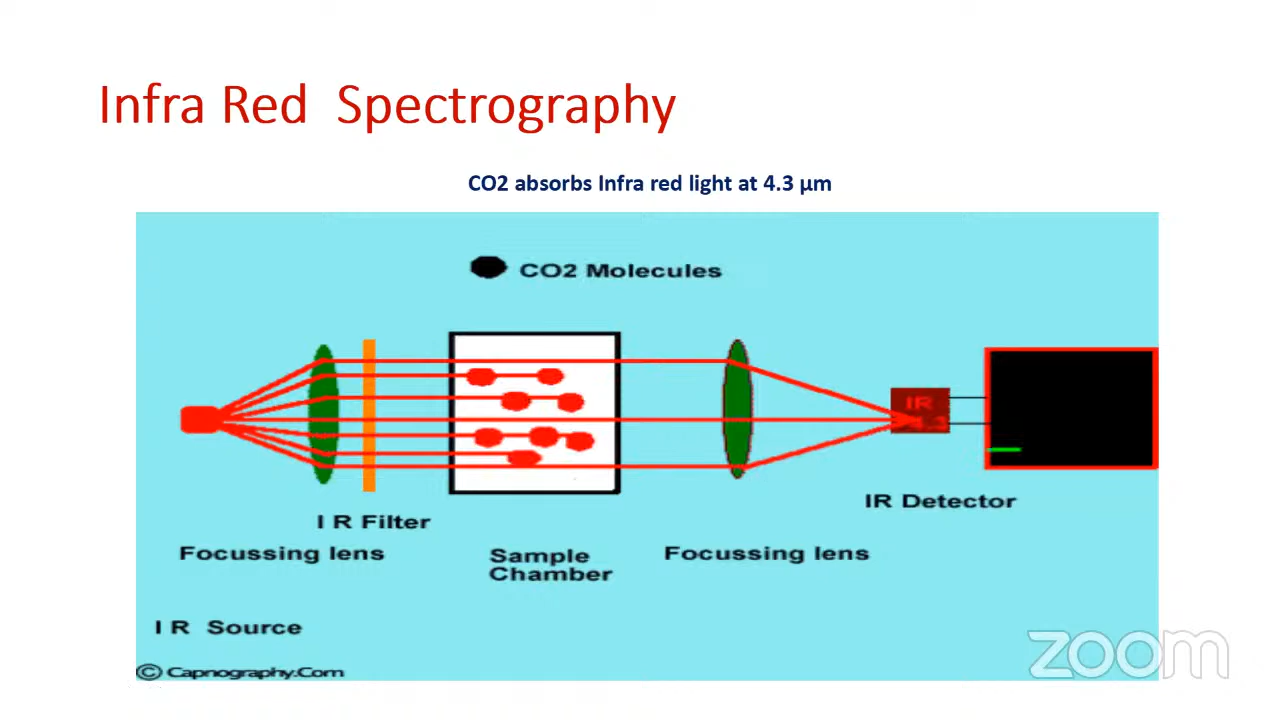 Infra Red Spectrography
CO2 absorbs Infra red light at 4.3 µm
CO2 Molecules
IR
IR Detector
I R Filter
Focussing lens
Sample
Chamber
Focussing lens
I R Source
© Capnography.Com
zoom